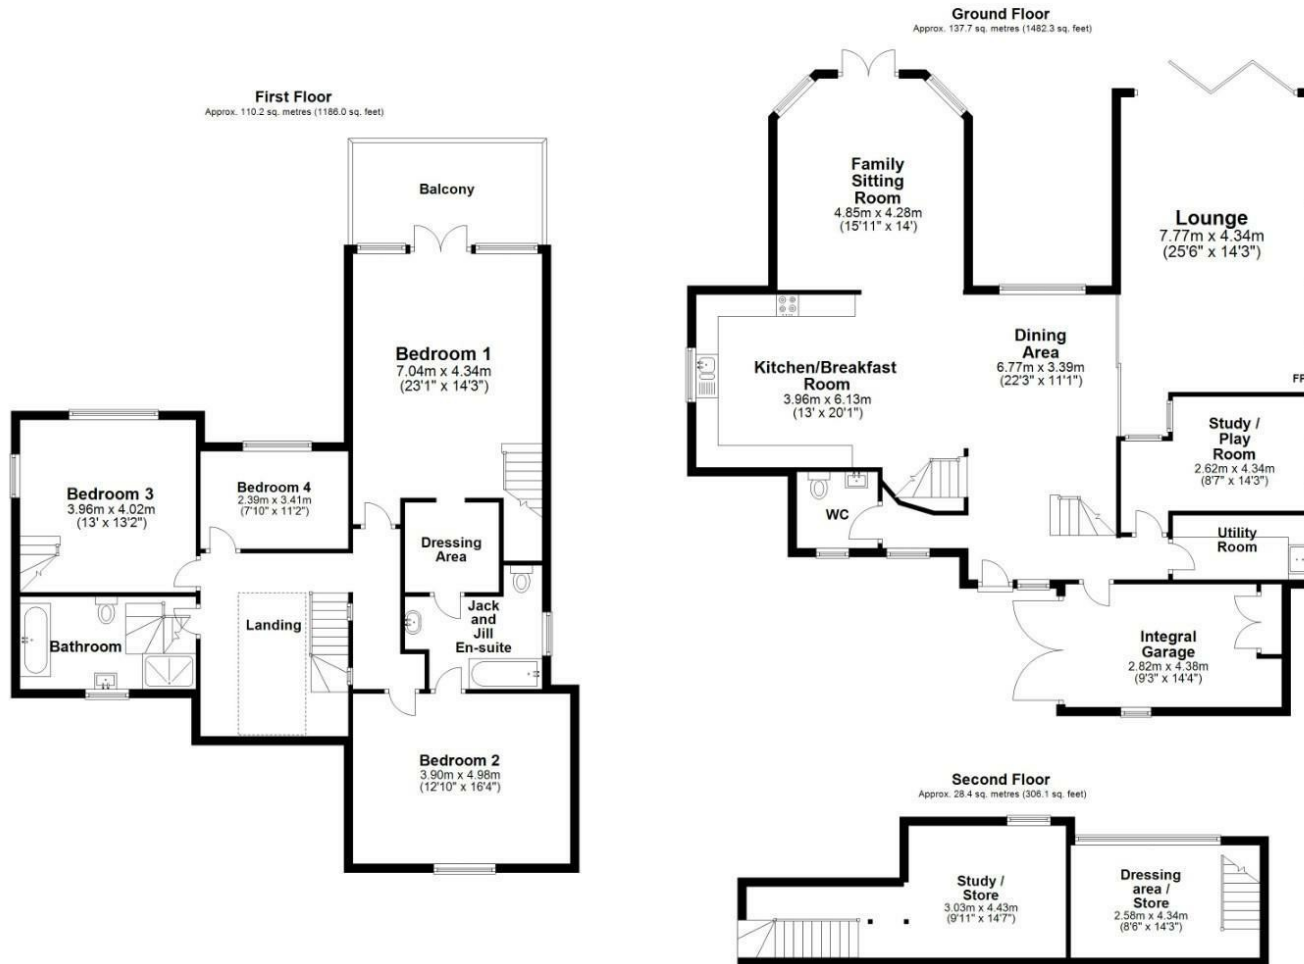 First Floor
Approx. 110.2 sq. metres (1186.0 sq. feet)
Balcony
Bedroom 1
7.04m x 4.34m
(23'1" x 14'3")
Bedroom 3
3.96m x 4.02m
(13' x 13'2")
Bedroom 4
2.39m x 3.41m
(7'10" x 11'2")
Dressing
Area
Jack
and
Jill
En-suite
Landing
Bathroom
Bedroom 2
3.90m x 4.98m
(12'10" x 16'4")
Ground Floor
Approx. 137.7 sq. metres (1482.3 sq. feet)
Family
Sitting
Room
4.85m x 4.28m
(15'11" x 14')
Lounge
7.77m x 4.34m
(25'6" x 14'3")
Dining
Area
6.77m x 3.39m
(22'3" x 11'1")
Kitchen/Breakfast
Room
3.96m x 6.13m
(13' x 20'1")
FP
Study /
Play
Room
2.62m x 4.34m
(8'7" x 14'3")
WC
Utility
Room
Integral
Garage
2.82m x 4.38m
(9'3" x 14'4")
Second Floor
Approx. 28.4 sq. metres (306.1 sq. feet)
Study /
Store
3.03m x 4.43m
(9'11" x 14'7")
Dressing
area /
Store
2.58m x 4.34m
(8'6" x 14'3")